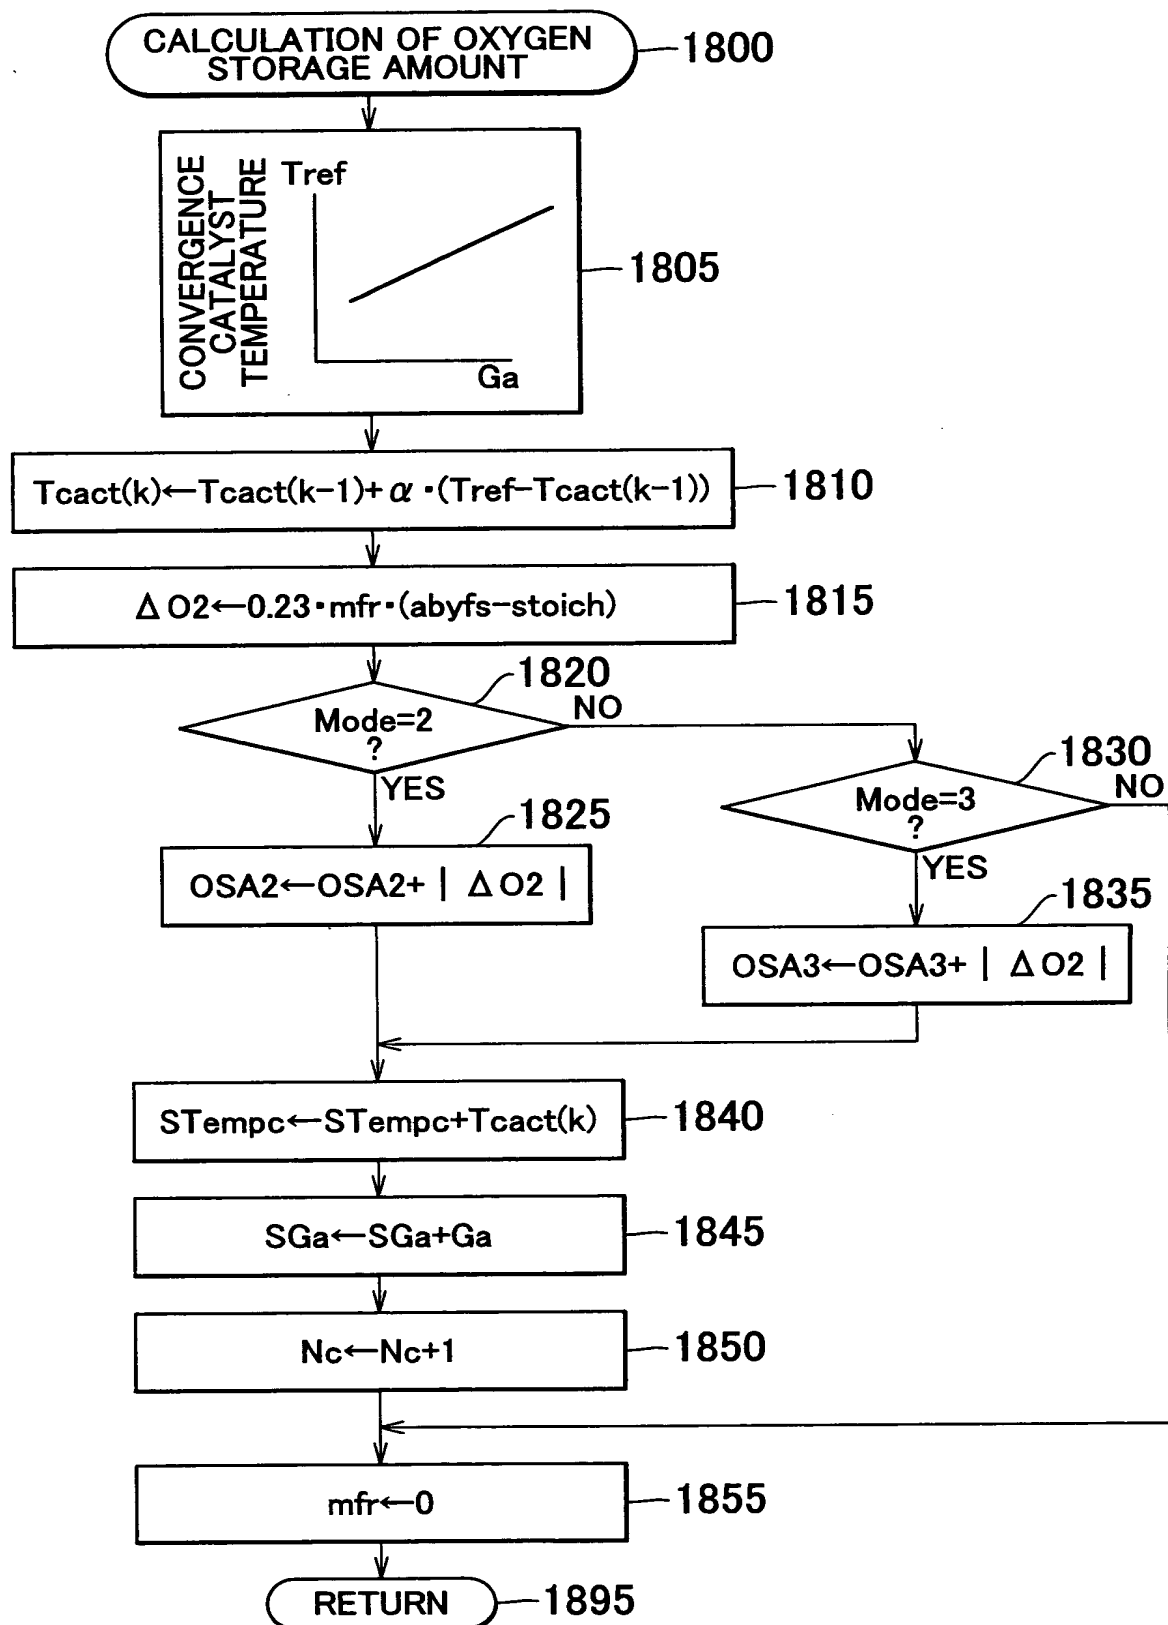 CALCULATION OF OXYGEN
STORAGE AMOUNT
1800
CONVERGENCE
CATALYST
TEMPERATURE
Tref
Ga
1805
Tcact(k)←Tcact(k-1)+α·(Tref-Tcact(k-1))
1810
ΔO2←0.23·mfr·(abyfs-stoich)
1815
1820
Mode=2
?
NO
YES
1830
Mode=3
?
NO
YES
1825
OSA2←OSA2+|ΔO2|
1835
OSA3←OSA3+|ΔO2|
STempc←STempc+Tcact(k)
1840
SGa←SGa+Ga
1845
Nc←Nc+1
1850
mfr←0
1855
RETURN
1895